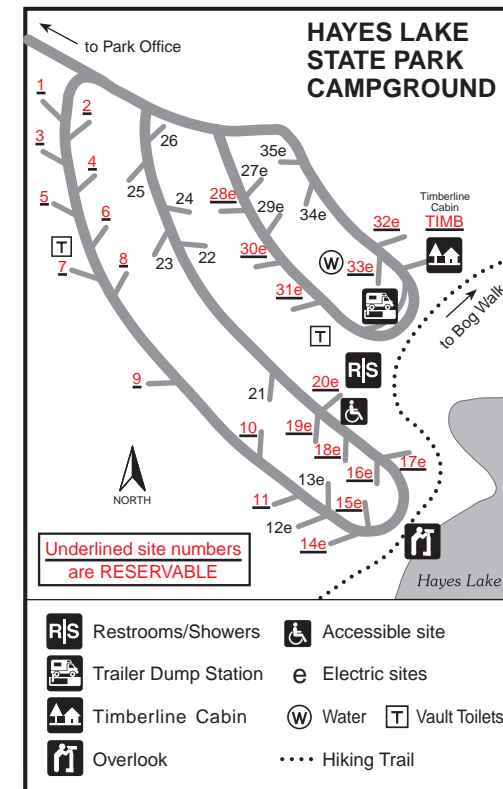 HAYES LAKE
STATE PARK
CAMPGROUND
to Park Office
1
2
3
4
5
6
T
7
8
9
10
11
12e
13e
14e
15e
16e
17e
18e
19e
20e
21
22
23
24
25
26
27e
28e
29e
30e
31e
32e
33e
34e
35e
Timberline
Cabin
TIMB
W
T
R|S
to Bog Walk
NORTH
Underlined site numbers
are RESERVABLE
Hayes Lake
R|S Restrooms/Showers
Accessible site
Trailer Dump Station
e Electric sites
Timberline Cabin
W Water
T Vault Toilets
Overlook
Hiking Trail